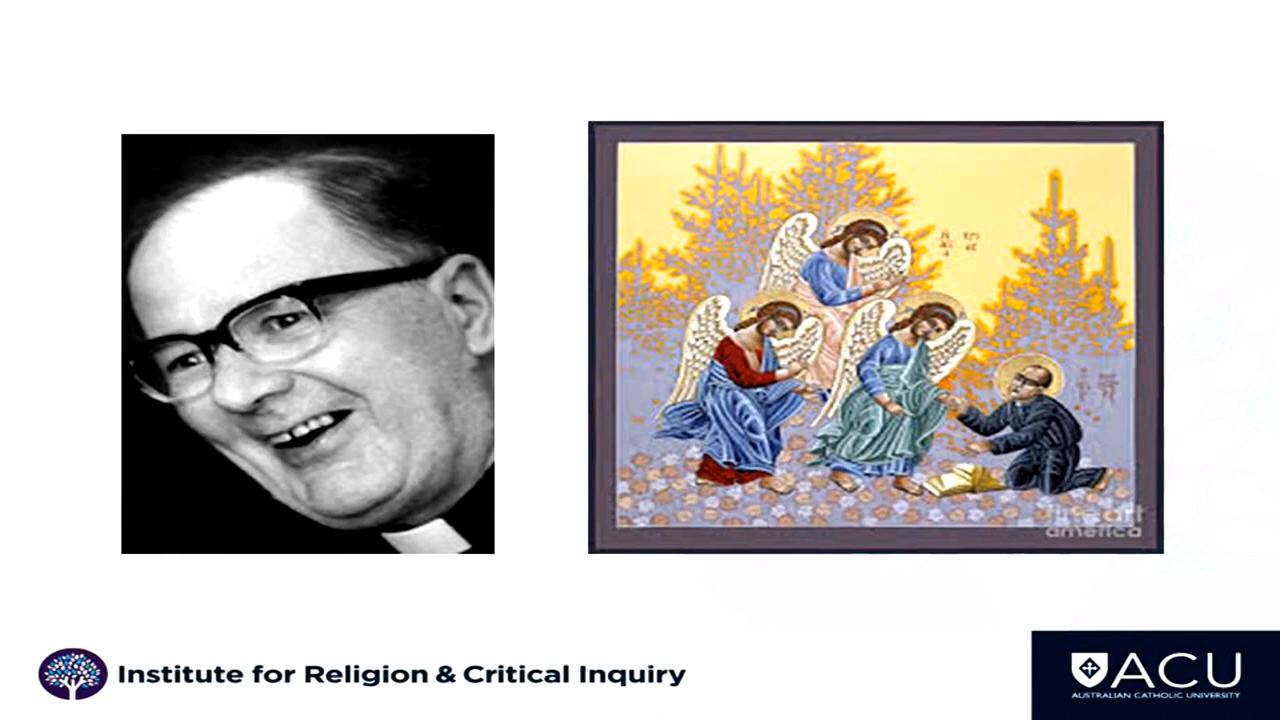 fine art
america
Institute for Religion & Critical Inquiry
ACU
AUSTRALIAN CATHOLIC UNIVERSITY